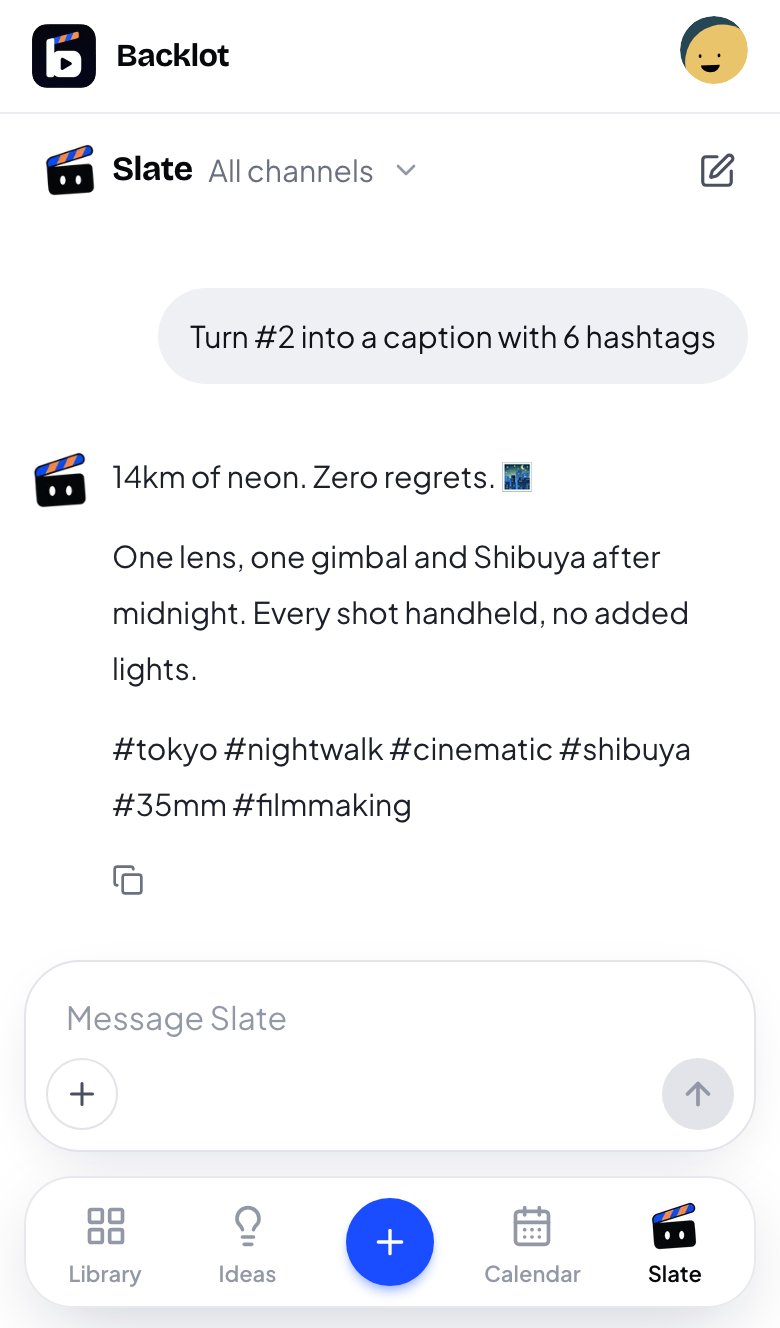 Backlot
Slate All channels
Turn #2 into a caption with 6 hashtags
14km of neon. Zero regrets. 🌃
One lens, one gimbal and Shibuya after
midnight. Every shot handheld, no added
lights.
#tokyo #nightwalk #cinematic #shibuya
#35mm #filmmaking
Message Slate
Library Ideas Calendar Slate